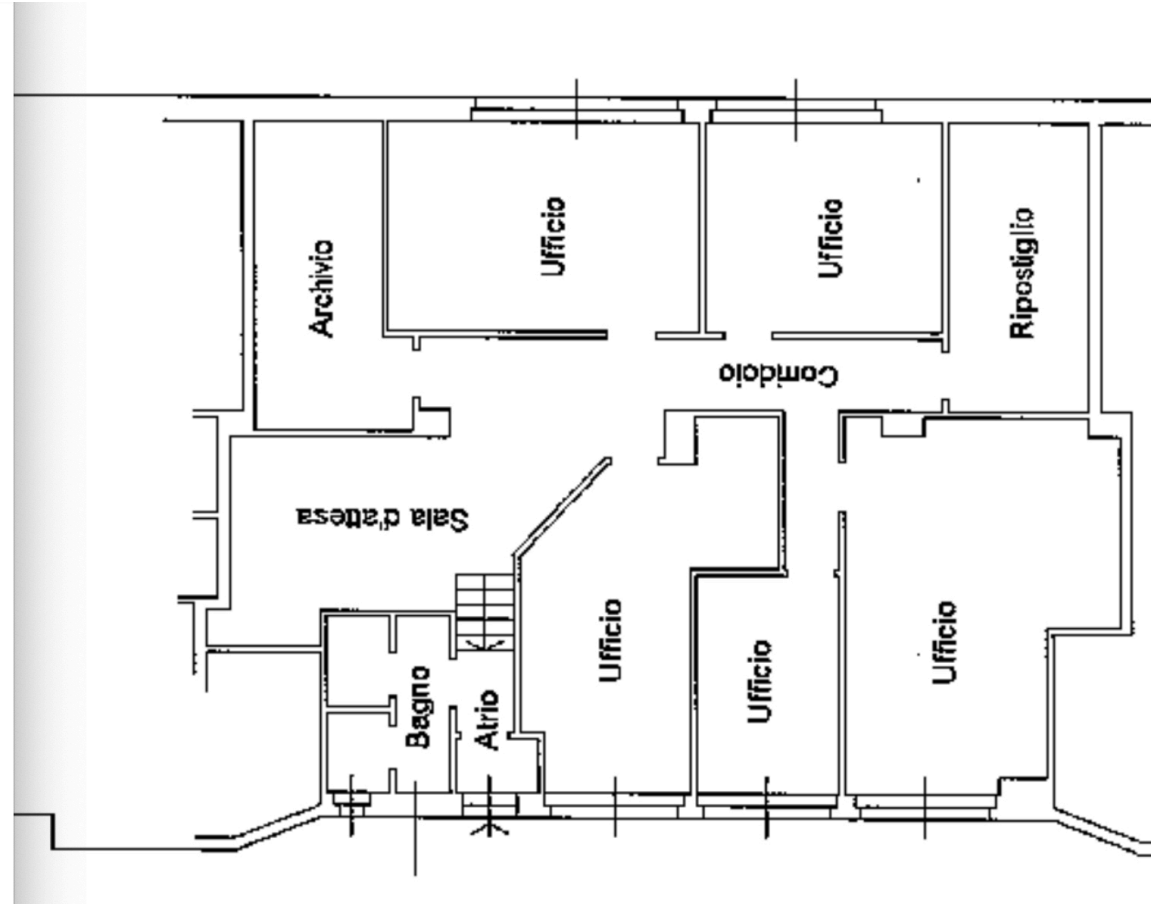 Archivio
Ufficio
Ufficio
Ripostiglio
Corridoio
Sala d'attesa
Bagno
Atrio
Ufficio
Ufficio
Ufficio